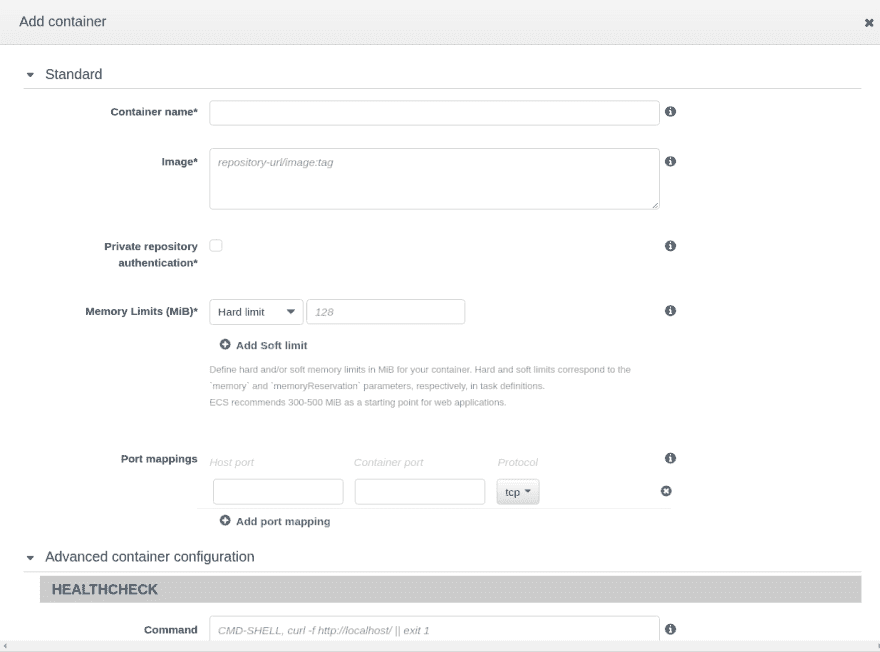 Add container
Standard
Container name*
Image*
repository-url/image:tag
Private repository
authentication*
Memory Limits (MiB)*
Hard limit
128
Add Soft limit
Define hard and/or soft memory limits in MiB for your container. Hard and soft limits correspond to the
`memory` and `memoryReservation` parameters, respectively, in task definitions.
ECS recommends 300-500 MiB as a starting point for web applications.
Port mappings
Host port
Container port
Protocol
tcp
Add port mapping
Advanced container configuration
HEALTHCHECK
Command
CMD-SHELL, curl -f http://localhost/ || exit 1